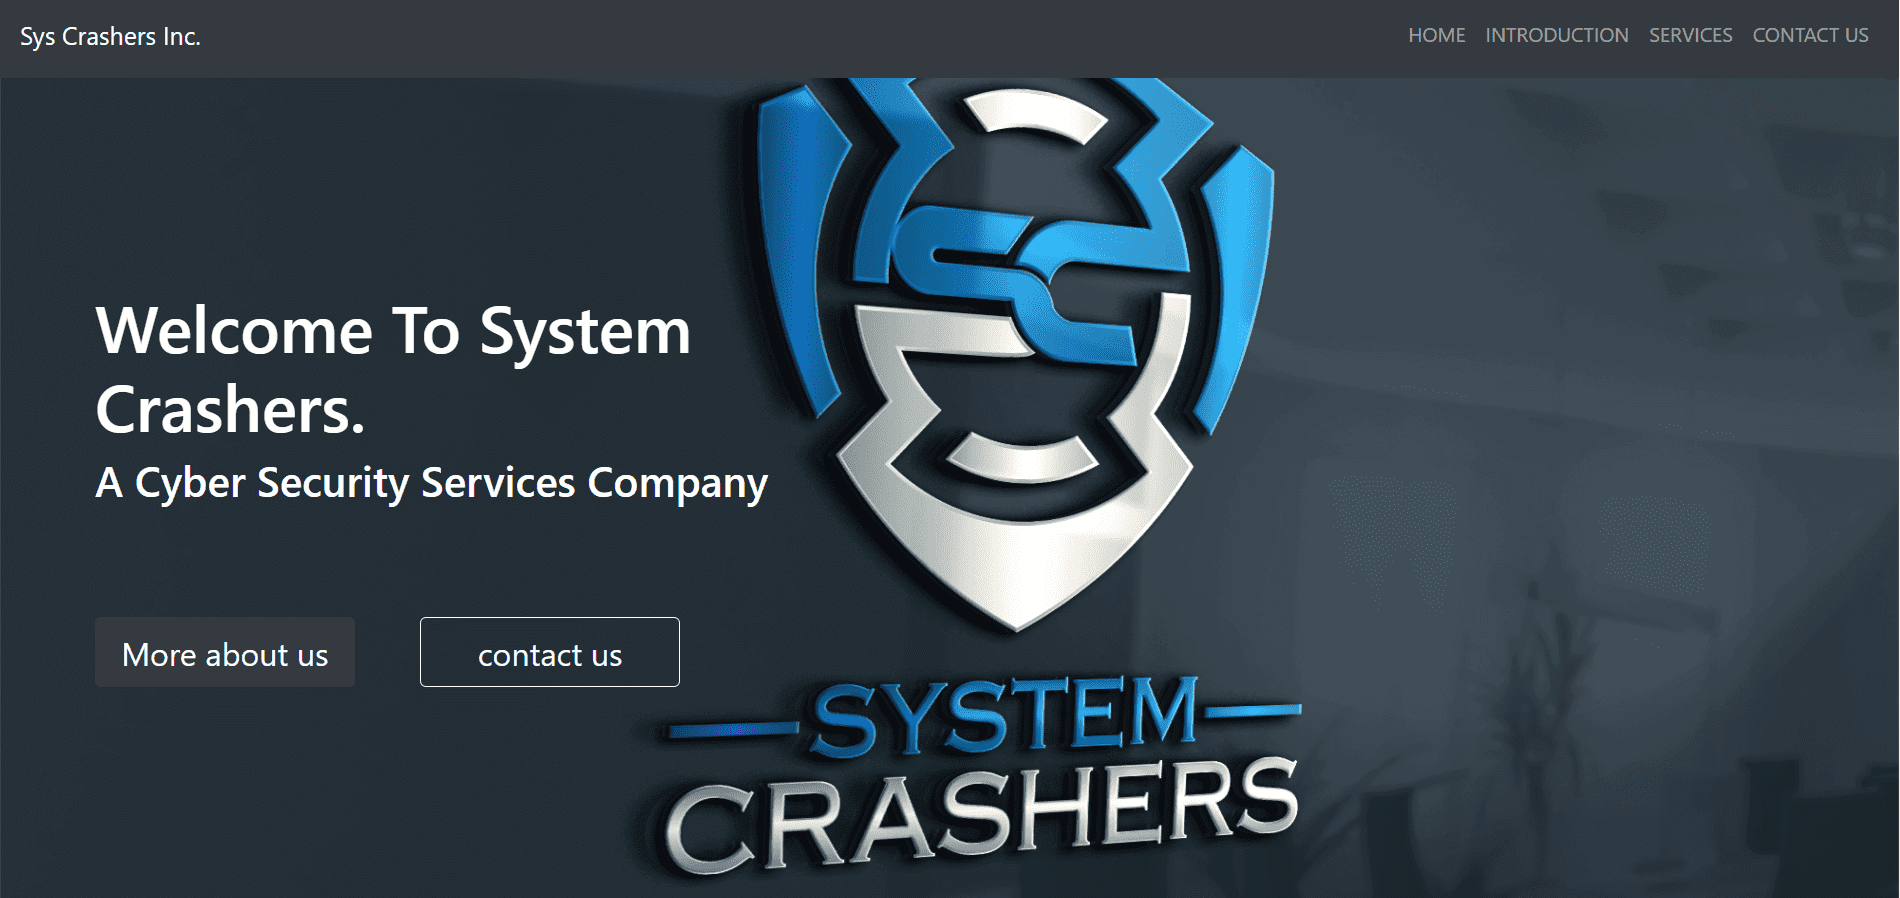 Sys Crashers Inc.
HOME INTRODUCTION SERVICES CONTACT US
Welcome To System
Crashers.
A Cyber Security Services Company
More about us
contact us
SC
SYSTEM
CRASHERS